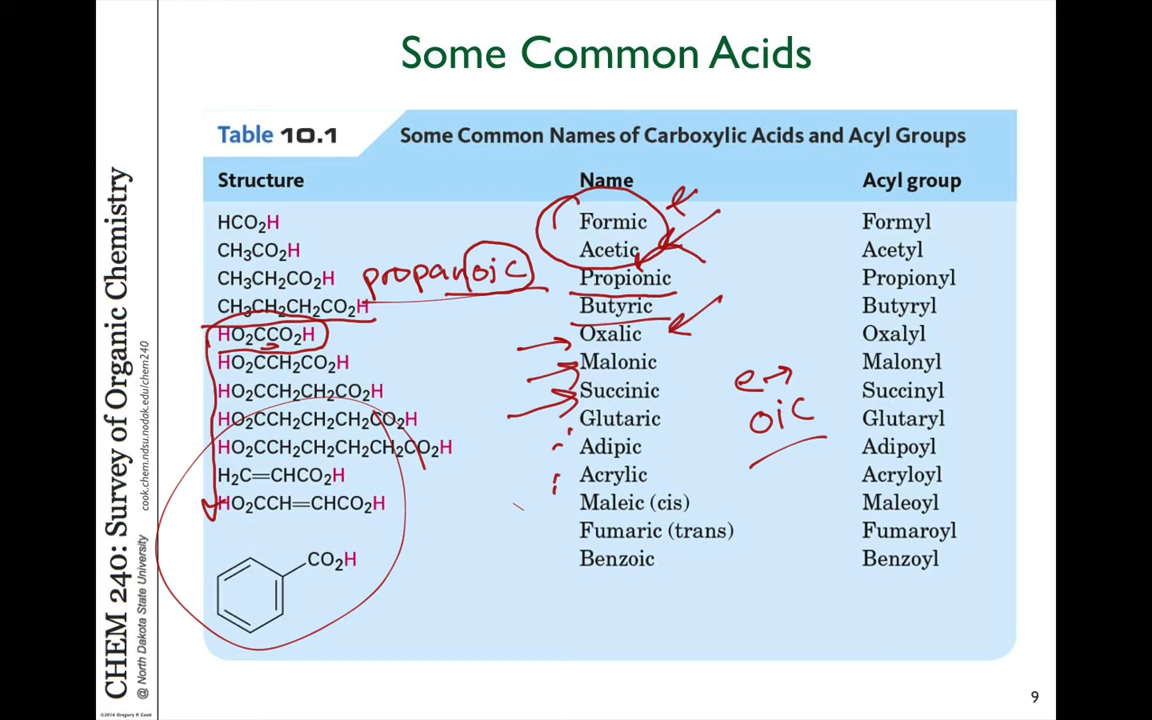 Some Common Acids
Table 10.1 Some Common Names of Carboxylic Acids and Acyl Groups
Structure Name Acyl group
HCO₂H Formic Formyl
CH₃CO₂H Acetic Acetyl
CH₃CH₂CO₂H Propionic Propionyl
CH₃CH₂CH₂CO₂H Butyric Butyryl
HO₂CCO₂H Oxalic Oxalyl
HO₂CCH₂CO₂H Malonic Malonyl
HO₂CCH₂CH₂CO₂H Succinic Succinyl
HO₂CCH₂CH₂CH₂CO₂H Glutaric Glutaryl
HO₂CCH₂CH₂CH₂CH₂CO₂H Adipic Adipoyl
H₂C=CHCO₂H Acrylic Acryloyl
HO₂CCH=CHCO₂H Maleic (cis) Maleoyl
Fumaric (trans) Fumaroyl
CO₂H Benzoic Benzoyl
propanoic
e →
oic
CHEM 240: Survey of Organic Chemistry
@ North Dakota State University cook.chem.ndsu.nodak.edu/chem240
©2016 Gregory R Cook
9